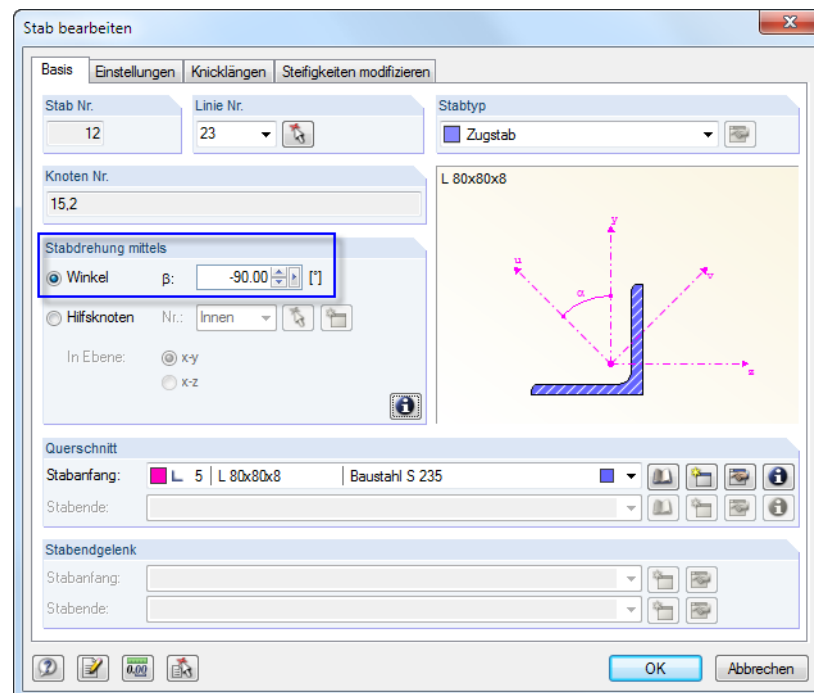 Stab bearbeiten
Basis Einstellungen Knicklängen Steifigkeiten modifizieren
Stab Nr. Linie Nr. Stabtyp
12 23 Zugstab
Knoten Nr.
15,2
L 80x80x8
Stabdrehung mittels
Winkel β: -90.00 [°]
Hilfsknoten Nr.: Innen
In Ebene: x-y
x-z
y
u
v
α
z
Querschnitt
Stabanfang: 5 L 80x80x8 Baustahl S 235
Stabende:
Stabendgelenk
Stabanfang:
Stabende:
0.00
OK Abbrechen